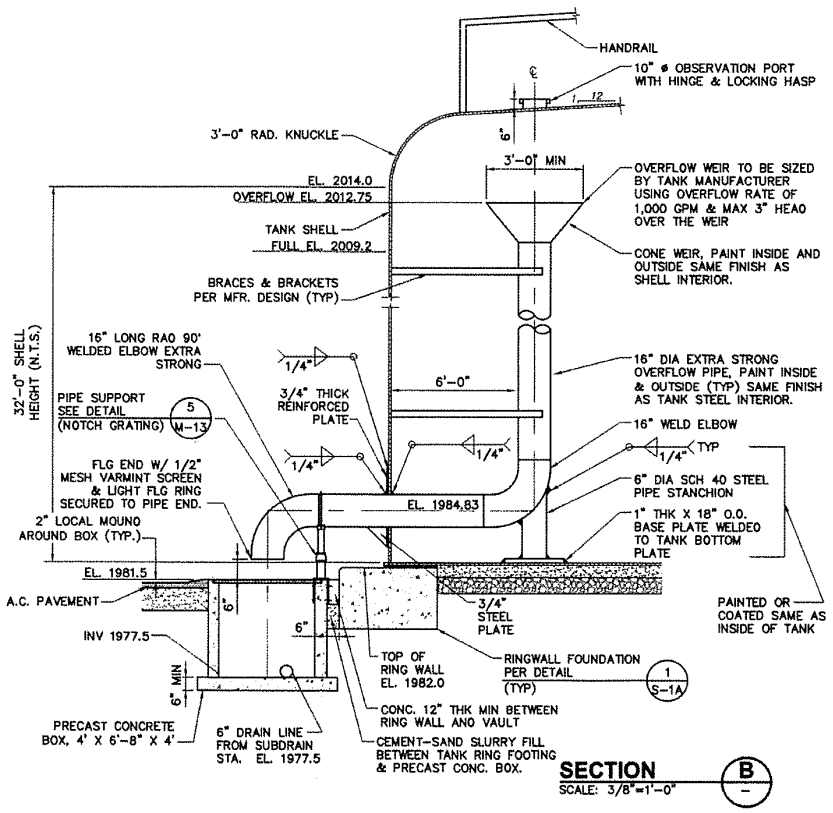 HANDRAIL
℄
10" ø OBSERVATION PORT
WITH HINGE & LOCKING HASP
1
12
6"
3'-0" RAD. KNUCKLE
3'-0" MIN
EL. 2014.0
OVERFLOW EL. 2012.75
TANK SHELL
FULL EL. 2009.2
OVERFLOW WEIR TO BE SIZED
BY TANK MANUFACTURER
USING OVERFLOW RATE OF
1,000 GPM & MAX 3" HEAO
OVER THE WEIR
CONE WEIR, PAINT INSIDE AND
OUTSIDE SAME FINISH AS
SHELL INTERIOR.
BRACES & BRACKETS
PER MFR. DESIGN (TYP)
32'-0" SHELL
HEIGHT (N.T.S.)
16" LONG RAO 90'
WELDED ELBOW EXTRA
STRONG
1/4"
3/4" THICK
REINFORCED
PLATE
6'-0"
16" DIA EXTRA STRONG
OVERFLOW PIPE, PAINT INSIDE
& OUTSIDE (TYP) SAME FINISH
AS TANK STEEL INTERIOR.
PIPE SUPPORT
SEE DETAIL
(NOTCH GRATING)
5
M-13
1/4"
1/4"
16" WELD ELBOW
TYP
1/4"
FLG END W/ 1/2"
MESH VARMINT SCREEN
& LIGHT FLG RING
SECURED TO PIPE END.
EL. 1984.83
6" DIA SCH 40 STEEL
PIPE STANCHION
1" THK X 18" O.O.
BASE PLATE WELDEO
TO TANK BOTTOM
PLATE
2" LOCAL MOUNO
AROUND BOX (TYP.)
EL. 1981.5
A.C. PAVEMENT
6"
6"
3/4"
STEEL
PLATE
PAINTED OR
COATED SAME AS
INSIDE OF TANK
INV 1977.5
6" MIN
TOP OF
RING WALL
EL. 1982.0
RINGWALL FOUNDATION
PER DETAIL
(TYP)
1
S-1A
CONC. 12" THK MIN BETWEEN
RING WALL ANO VAULT
PRECAST CONCRETE
BOX, 4' X 6'-8" X 4'
6" DRAIN LINE
FROM SUBDRAIN
STA. EL. 1977.5
CEMENT-SAND SLURRY FILL
BETWEEN TANK RING FOOTING
& PRECAST CONC. BOX.
SECTION
SCALE: 3/8"=1'-0"
B
-